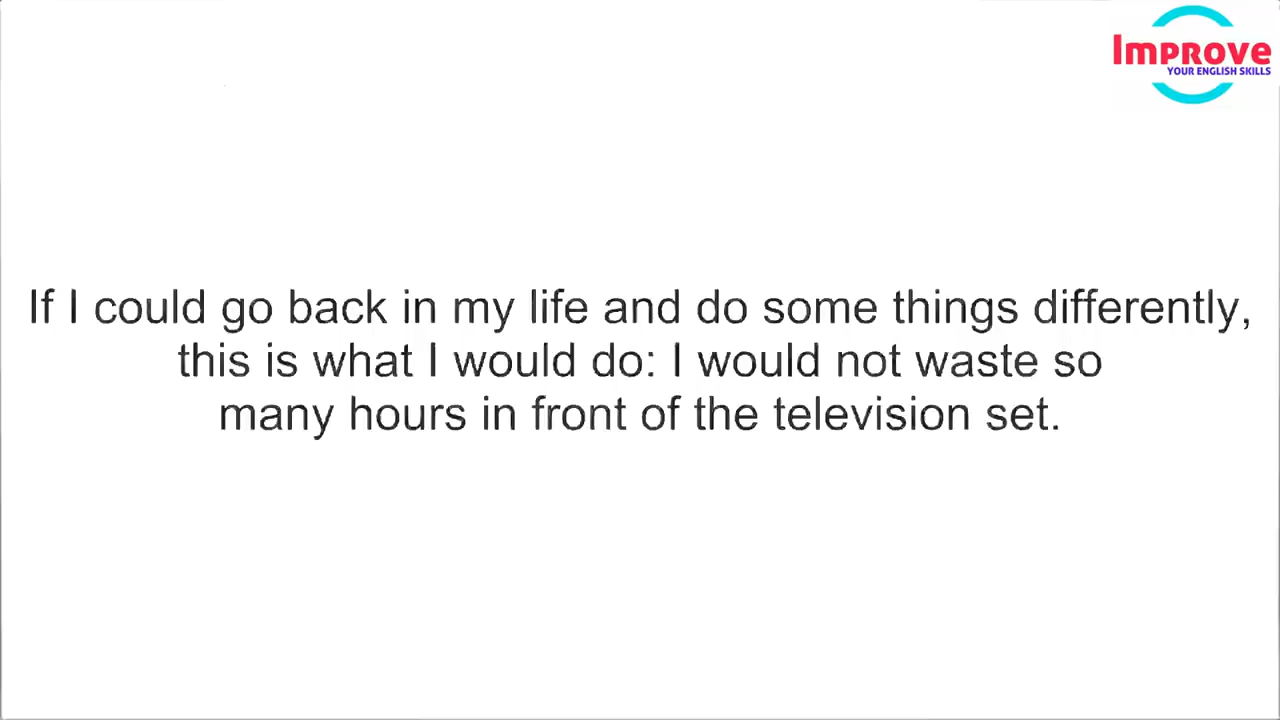 Improve
YOUR ENGLISH SKILLS
If I could go back in my life and do some things differently,
this is what I would do: I would not waste so
many hours in front of the television set.